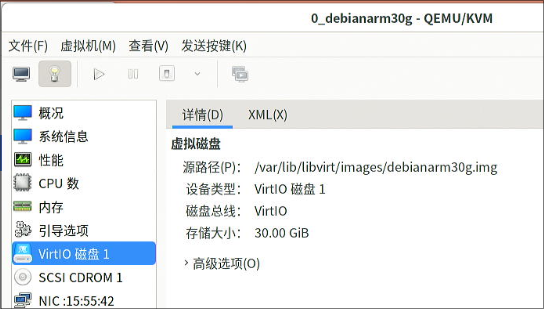 0_debianarm30g - QEMU/KVM
文件(F) 虚拟机(M) 查看(V) 发送按键(K)
概况
系统信息
性能
CPU 数
内存
引导选项
VirtIO 磁盘 1
SCSI CDROM 1
NIC :15:55:42
详情(D) XML(X)
虚拟磁盘
源路径(P): /var/lib/libvirt/images/debianarm30g.img
设备类型: VirtIO 磁盘 1
磁盘总线: VirtIO
存储大小: 30.00 GiB
高级选项(O)